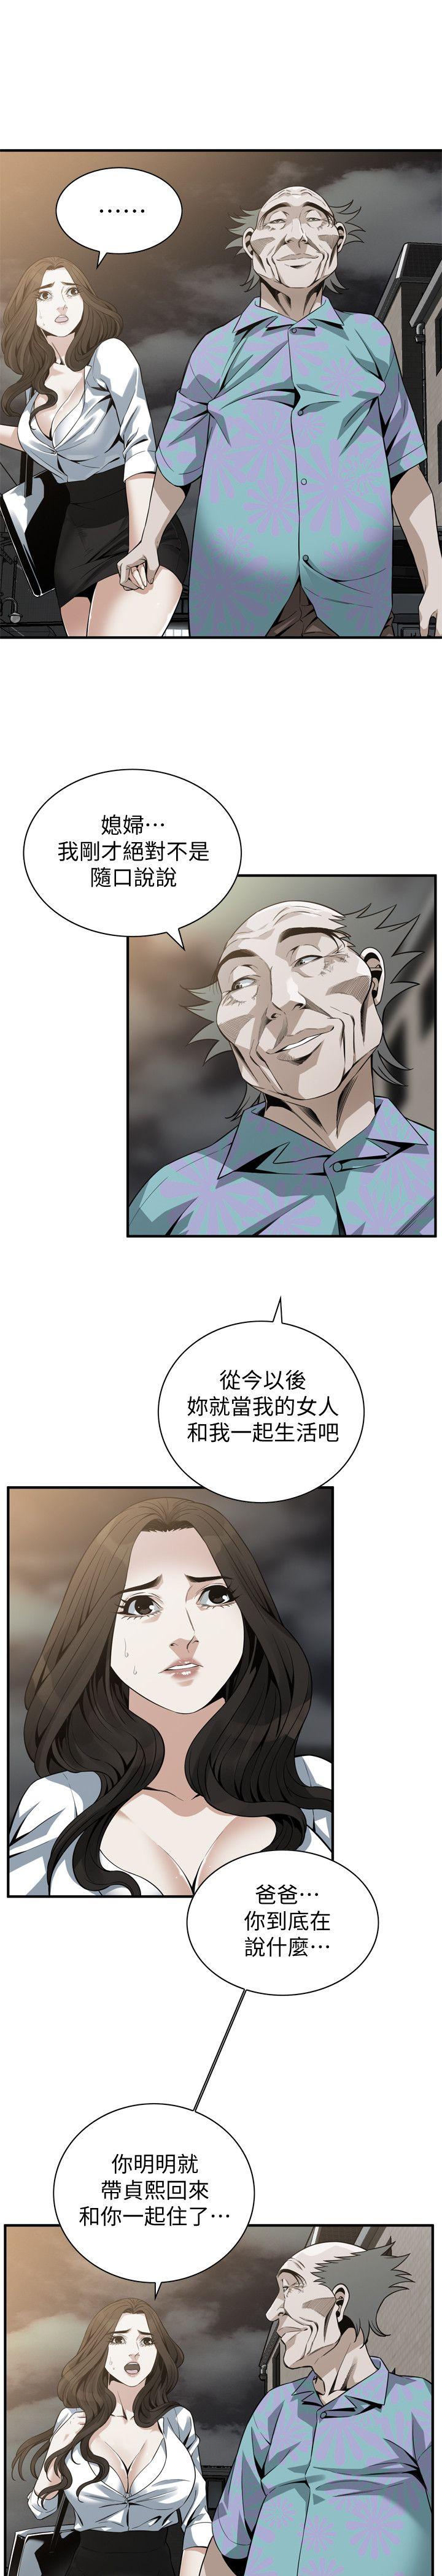 ……
媳婦…
我剛才絕對不是
隨口說說
從今以後
妳就當我的女人
和我一起生活吧
爸爸…
你到底在
說什麼…
你明明就
帶貞熙回來
和你一起住了…